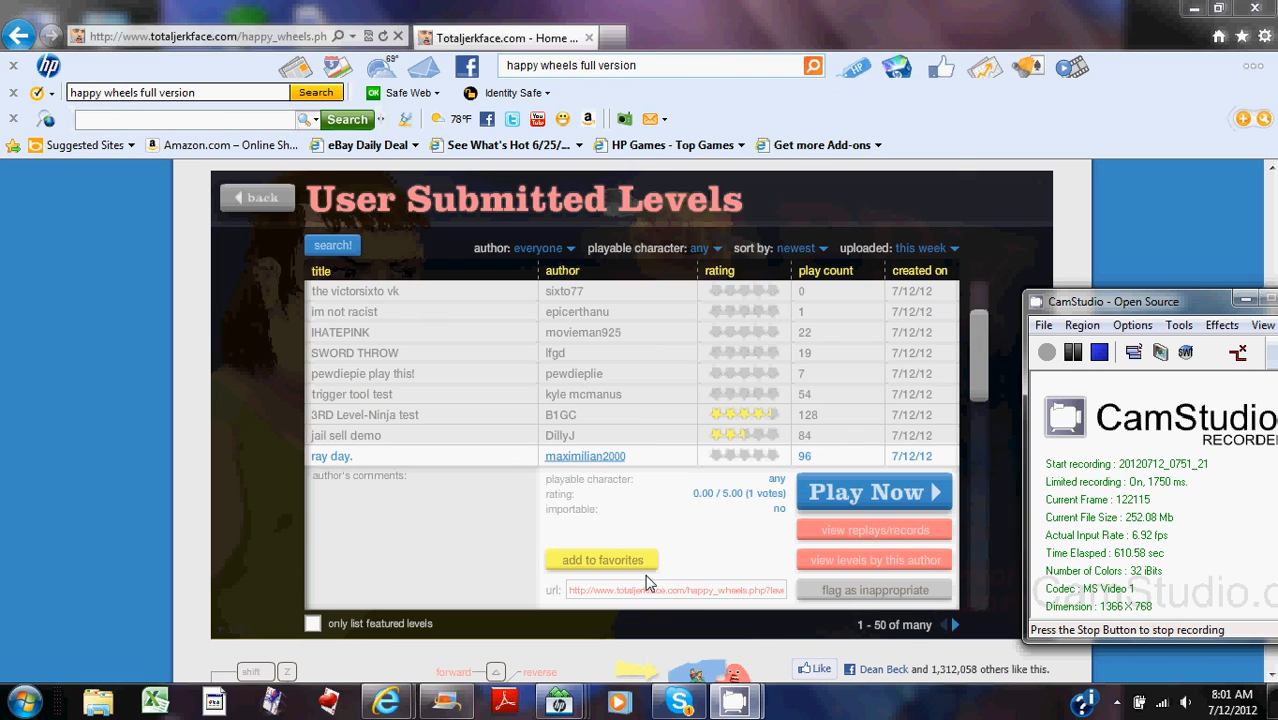 http://www.totaljerkface.com/happy_wheels.ph
Totaljerkface.com - Home ...
happy wheels full version
69°
happy wheels full version
Search
OK Safe Web
Identity Safe
Search
78°F
Suggested Sites
Amazon.com – Online Sh...
eBay Daily Deal
See What's Hot 6/25/...
HP Games - Top Games
Get more Add-ons
back
User Submitted Levels
search!
author: everyone
playable character: any
sort by: newest
uploaded: this week
title author rating play count created on
the victorsixto vk sixto77 0 7/12/12
im not racist epicerthanu 1 7/12/12
IHATEPINK movieman925 22 7/12/12
SWORD THROW lfgd 19 7/12/12
pewdiepie play this! pewdieplie 7 7/12/12
trigger tool test kyle mcmanus 54 7/12/12
3RD Level-Ninja test B1GC 128 7/12/12
jail sell demo DillyJ 84 7/12/12
ray day. maximilian2000 96 7/12/12
author's comments:
playable character: any
rating: 0.00 / 5.00 (1 votes)
importable: no
Play Now
view replays/records
add to favorites
view levels by this author
url: http://www.totaljerkface.com/happy_wheels.php?leve
flag as inappropriate
only list featured levels
1 - 50 of many
shift Z
forward reverse
Like
Dean Beck and 1,312,058 others like this.
CamStudio - Open Source
File Region Options Tools Effects View
CamStudio
RECORDER
Start recording : 20120712_0751_21
Limited recording : On, 1750 ms.
Current Frame : 122115
Current File Size : 252.08 Mb
Actual Input Rate : 6.92 fps
Time Elasped : 610.58 sec
Number of Colors : 32 iBits
Codec : MS Video 1
Dimension : 1366 X 768
CamStudio.o
Press the Stop Button to stop recording
8:01 AM
7/12/2012